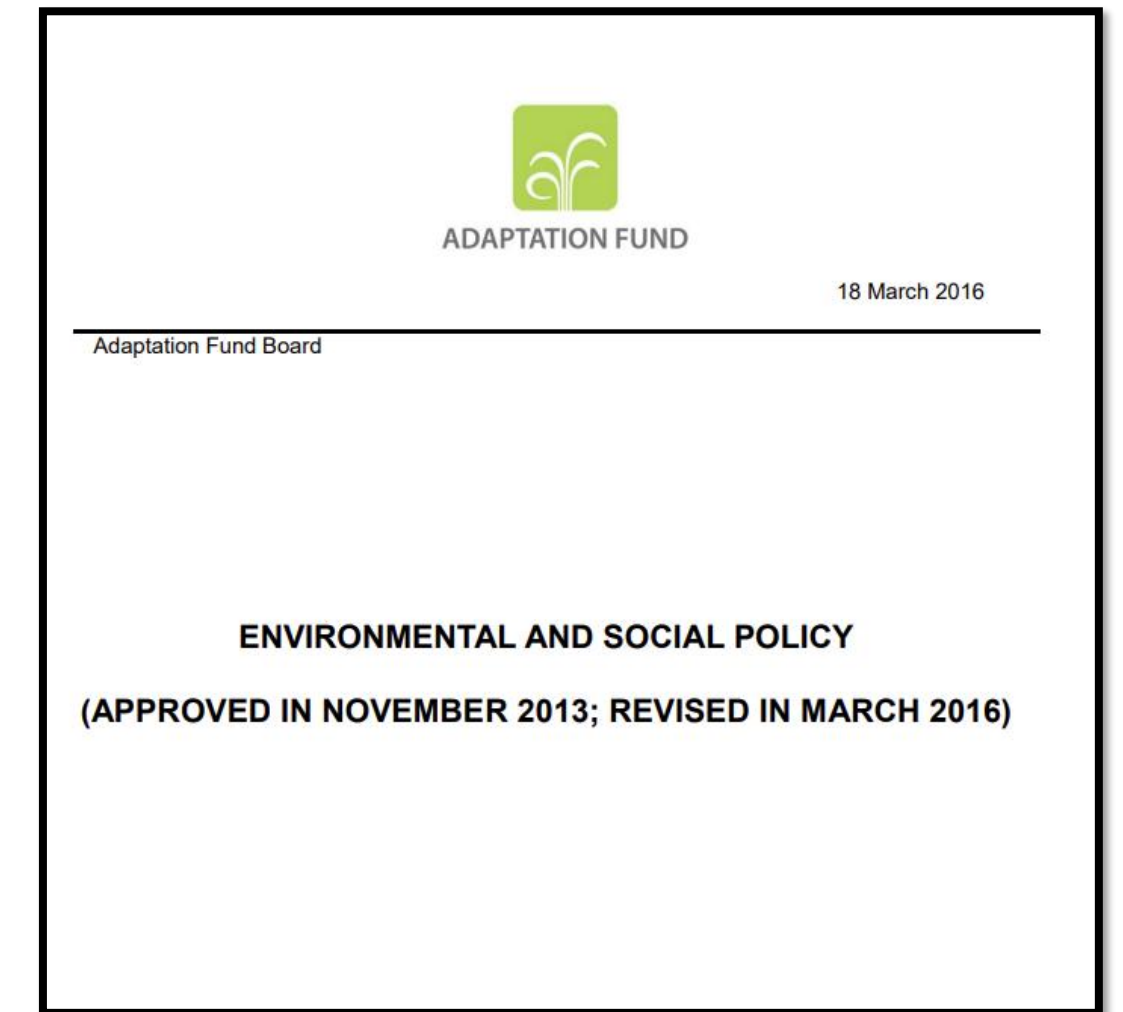 af
ADAPTATION FUND
18 March 2016
Adaptation Fund Board
ENVIRONMENTAL AND SOCIAL POLICY
(APPROVED IN NOVEMBER 2013; REVISED IN MARCH 2016)